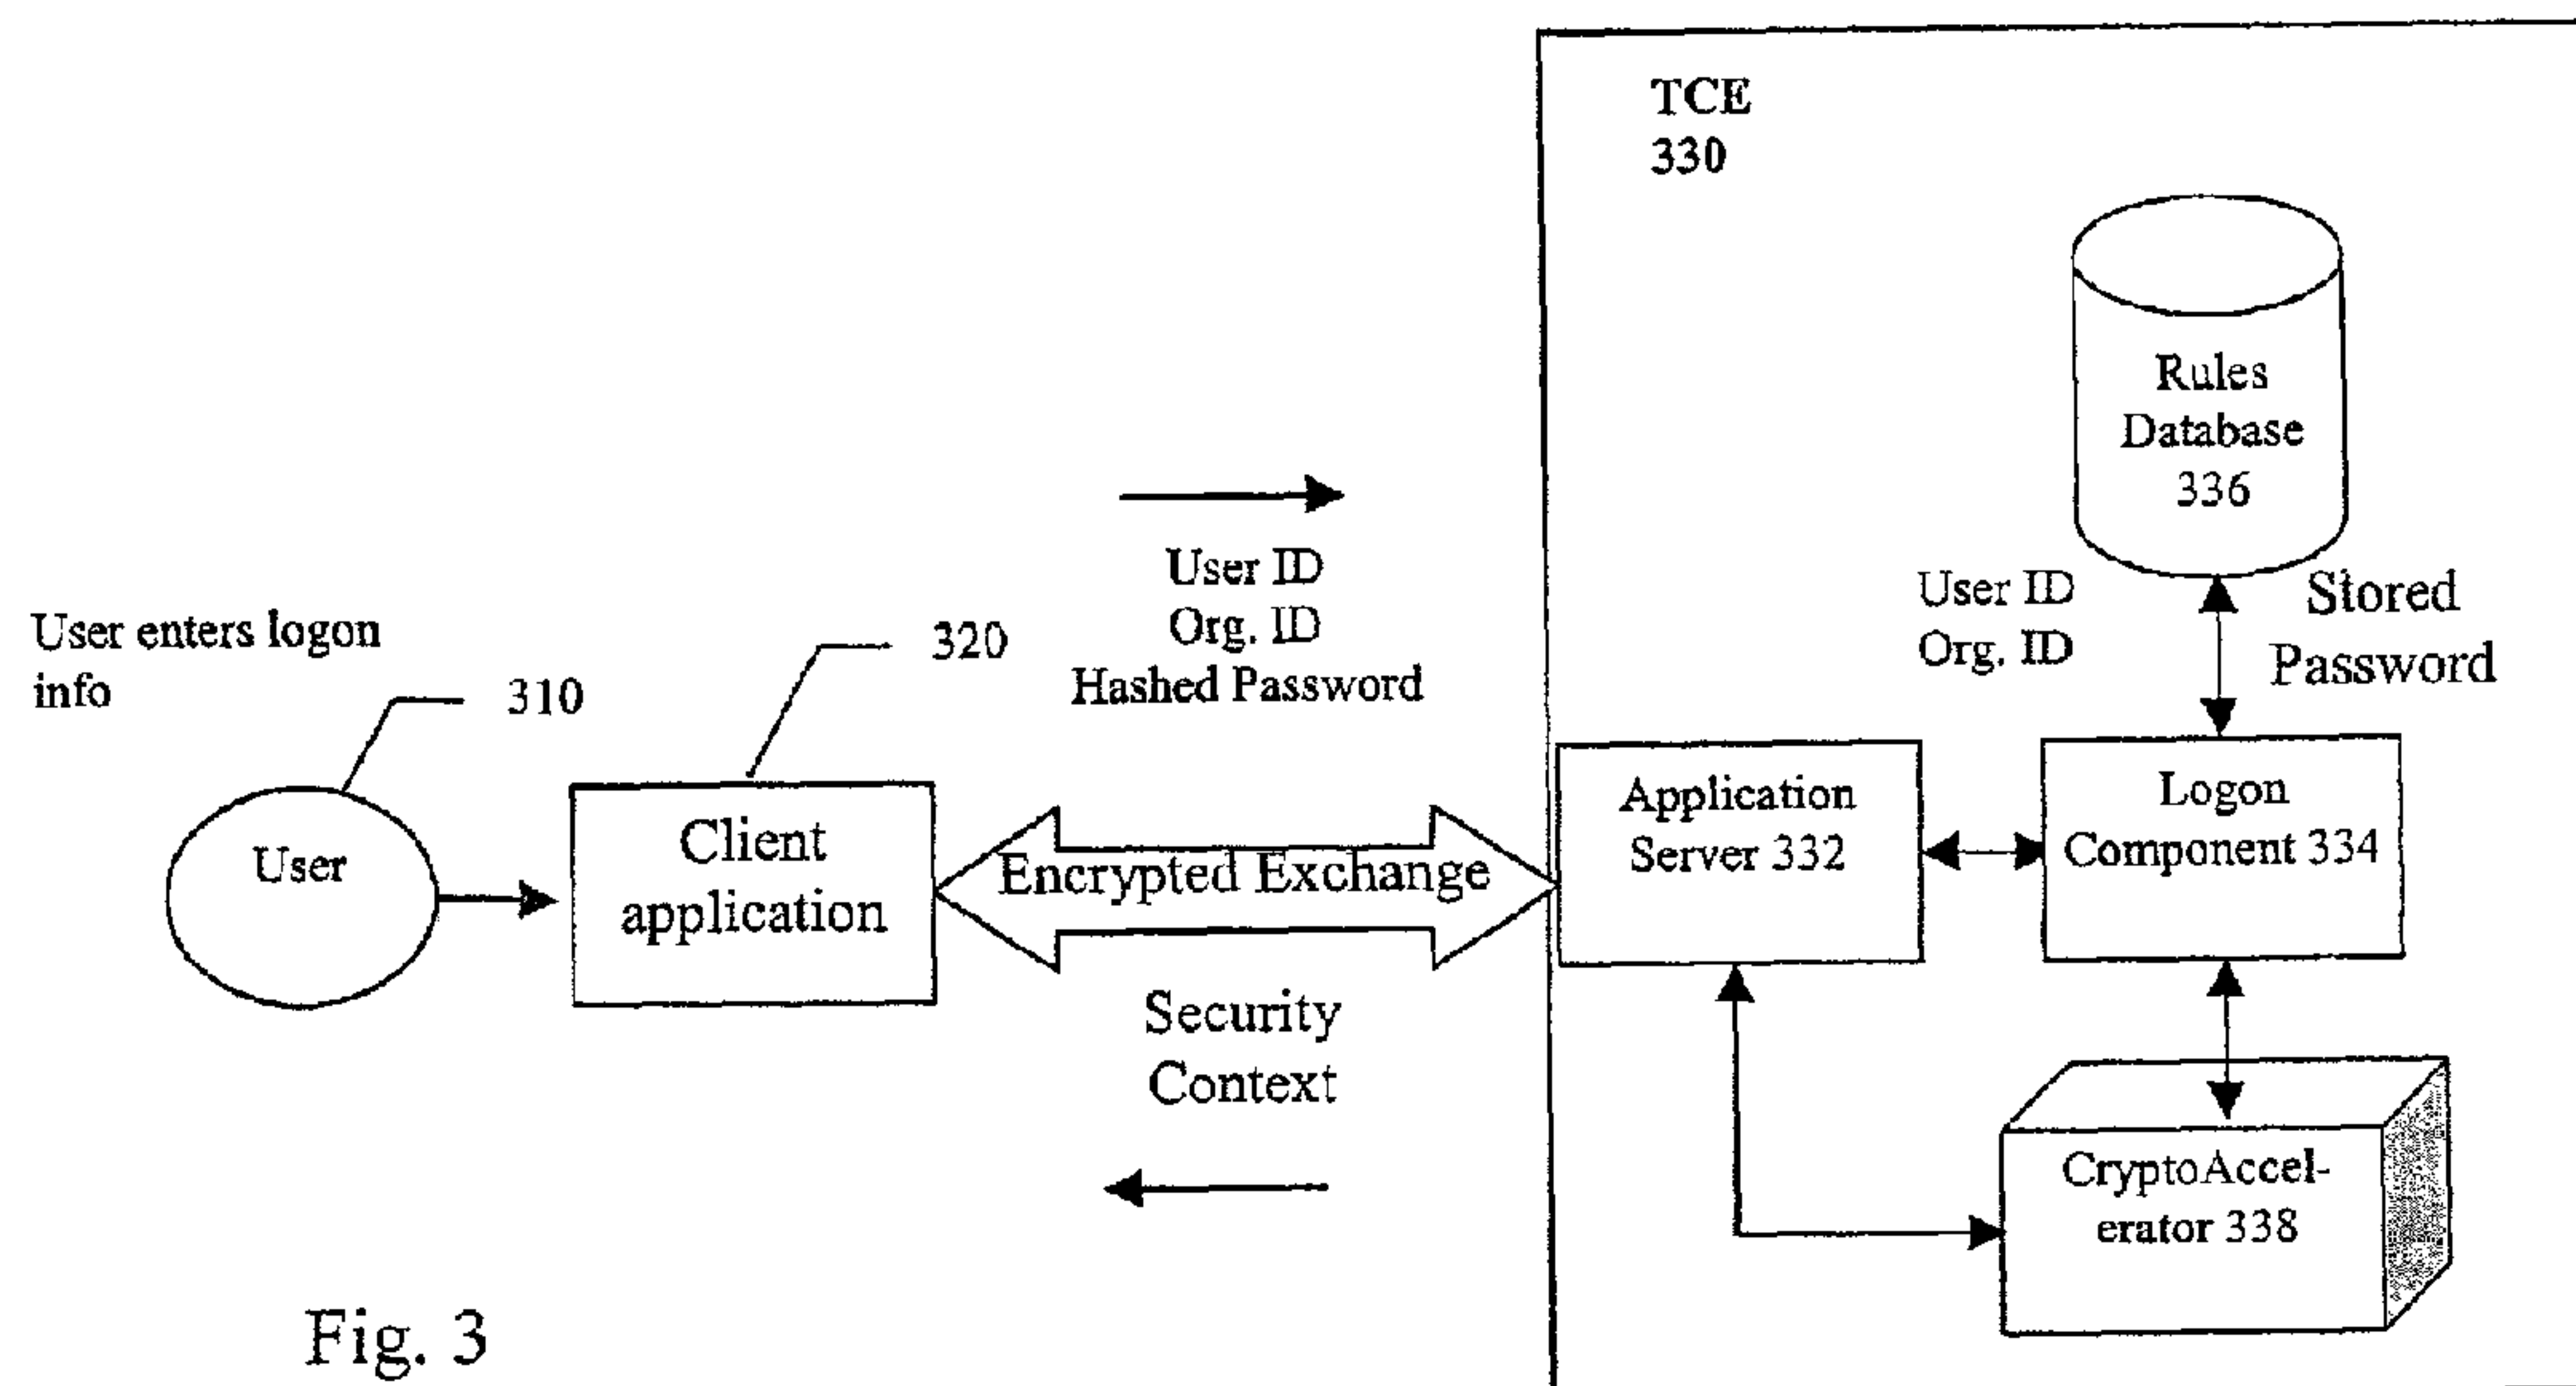 TCE
330
Rules
Database
336
User ID
Org. ID
Stored
Password
User ID
Org. ID
Hashed Password
User enters logon
info
310
320
User
Client
application
Encrypted Exchange
Application
Server 332
Logon
Component 334
Security
Context
CryptoAccel-
erator 338
Fig. 3